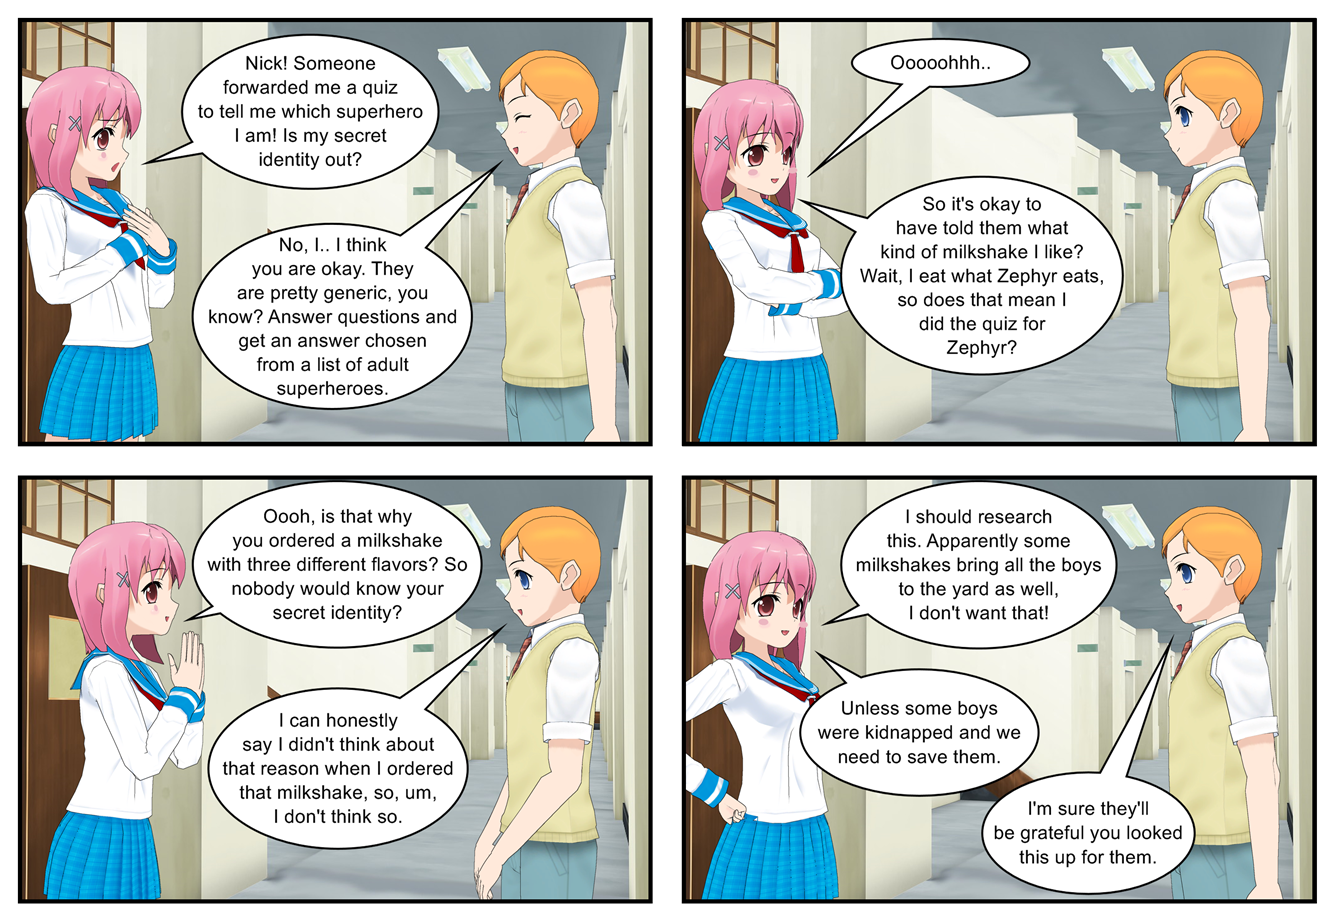 Nick! Someone
forwarded me a quiz
to tell me which superhero
I am! Is my secret
identity out?
No, I.. I think
you are okay. They
are pretty generic, you
know? Answer questions and
get an answer chosen
from a list of adult
superheroes.
Ooooohhh..
So it's okay to
have told them what
kind of milkshake I like?
Wait, I eat what Zephyr eats,
so does that mean I
did the quiz for
Zephyr?
Oooh, is that why
you ordered a milkshake
with three different flavors? So
nobody would know your
secret identity?
I can honestly
say I didn't think about
that reason when I ordered
that milkshake, so, um,
I don't think so.
I should research
this. Apparently some
milkshakes bring all the boys
to the yard as well,
I don't want that!
Unless some boys
were kidnapped and we
need to save them.
I'm sure they'll
be grateful you looked
this up for them.